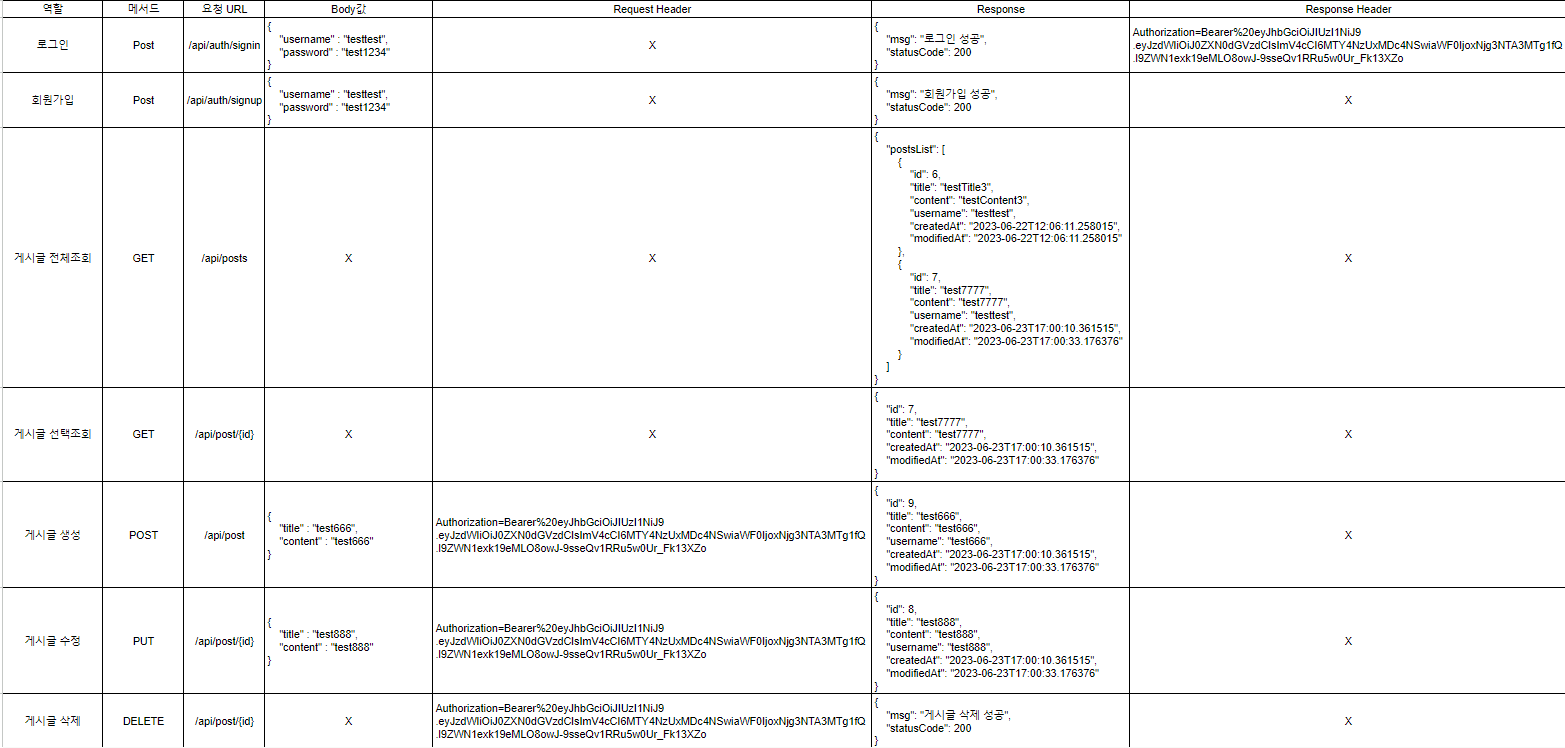 역할 메서드 요청 URL Body값 Request Header Response Response Header
로그인 Post /api/auth/signin
{
"username" : "testtest",
"password" : "test1234"
}
X
{
"msg": "로그인 성공",
"statusCode": 200
}
Authorization=Bearer%20eyJhbGciOiJIUzI1NiJ9
.eyJzdWIiOiJ0ZXN0dGVzdCIsImV4cCI6MTY4NzUxMDc4NSwiaWF0IjoxNjg3NTA3MTg1fQ
.I9ZWN1exk19eMLO8owJ-9sseQv1RRu5w0Ur_Fk13XZo
회원가입 Post /api/auth/signup
{
"username" : "testtest",
"password" : "test1234"
}
X
{
"msg": "회원가입 성공",
"statusCode": 200
}
X
게시글 전체조회 GET /api/posts X X
{
"postsList": [
{
"id": 6,
"title": "testTitle3",
"content": "testContent3",
"username": "testtest",
"createdAt": "2023-06-22T12:06:11.258015",
"modifiedAt": "2023-06-22T12:06:11.258015"
},
{
"id": 7,
"title": "test7777",
"content": "test7777",
"username": "testtest",
"createdAt": "2023-06-23T17:00:10.361515",
"modifiedAt": "2023-06-23T17:00:33.176376"
}
]
}
X
게시글 선택조회 GET /api/post/{id} X X
{
"id": 7,
"title": "test7777",
"content": "test7777",
"createdAt": "2023-06-23T17:00:10.361515",
"modifiedAt": "2023-06-23T17:00:33.176376"
}
X
게시글 생성 POST /api/post
{
"title" : "test666",
"content" : "test666"
}
Authorization=Bearer%20eyJhbGciOiJIUzI1NiJ9
.eyJzdWIiOiJ0ZXN0dGVzdCIsImV4cCI6MTY4NzUxMDc4NSwiaWF0IjoxNjg3NTA3MTg1fQ
.I9ZWN1exk19eMLO8owJ-9sseQv1RRu5w0Ur_Fk13XZo
{
"id": 9,
"title": "test666",
"content": "test666",
"username": "test666",
"createdAt": "2023-06-23T17:00:10.361515",
"modifiedAt": "2023-06-23T17:00:33.176376"
}
X
게시글 수정 PUT /api/post/{id}
{
"title" : "test888",
"content" : "test888"
}
Authorization=Bearer%20eyJhbGciOiJIUzI1NiJ9
.eyJzdWIiOiJ0ZXN0dGVzdCIsImV4cCI6MTY4NzUxMDc4NSwiaWF0IjoxNjg3NTA3MTg1fQ
.I9ZWN1exk19eMLO8owJ-9sseQv1RRu5w0Ur_Fk13XZo
{
"id": 8,
"title": "test888",
"content": "test888",
"username": "test888",
"createdAt": "2023-06-23T17:00:10.361515",
"modifiedAt": "2023-06-23T17:00:33.176376"
}
X
게시글 삭제 DELETE /api/post/{id} X
Authorization=Bearer%20eyJhbGciOiJIUzI1NiJ9
.eyJzdWIiOiJ0ZXN0dGVzdCIsImV4cCI6MTY4NzUxMDc4NSwiaWF0IjoxNjg3NTA3MTg1fQ
.I9ZWN1exk19eMLO8owJ-9sseQv1RRu5w0Ur_Fk13XZo
{
"msg": "게시글 삭제 성공",
"statusCode": 200
}
X